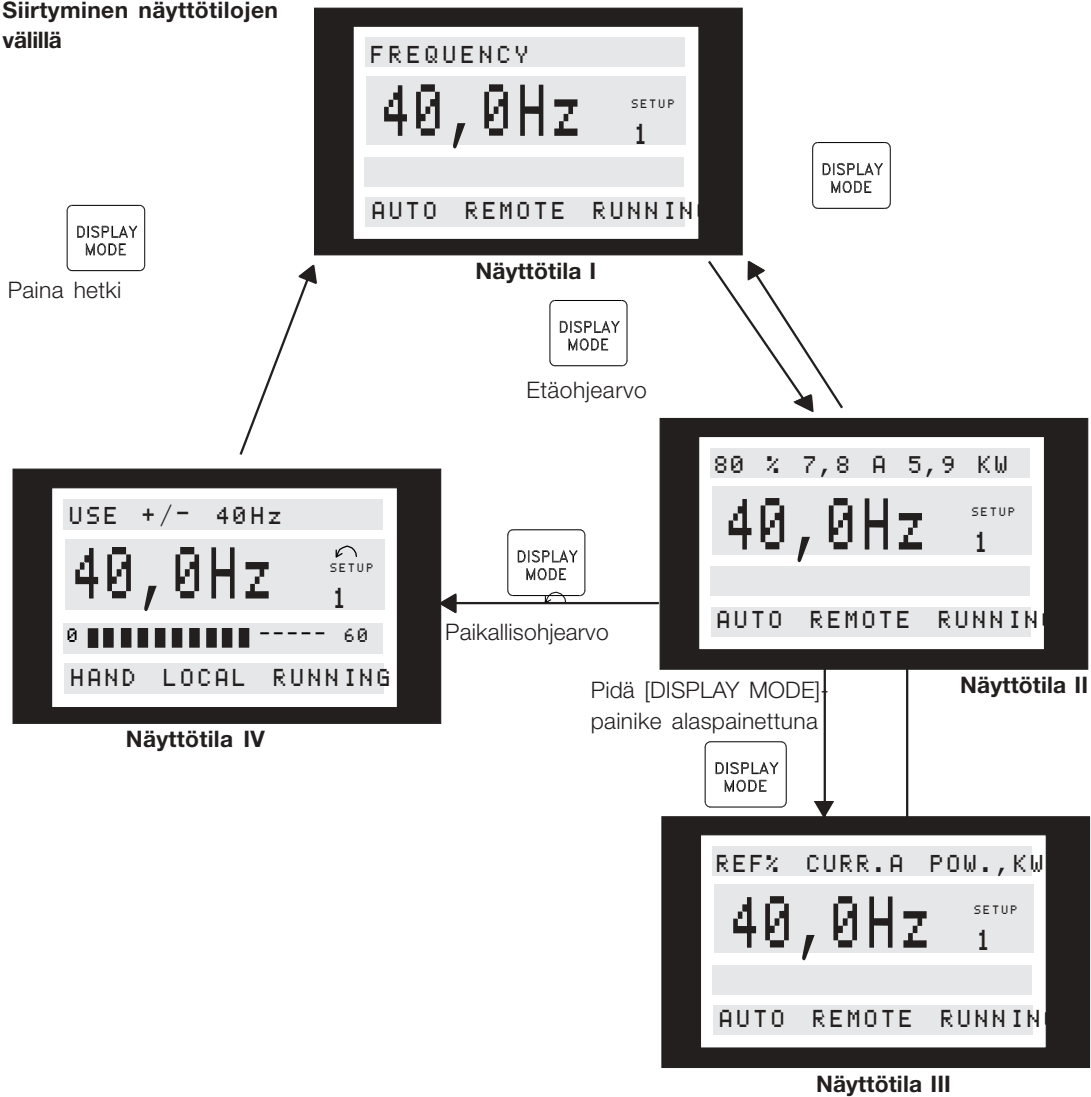 Siirtyminen näyttötilojen
välillä
FREQUENCY
40,0Hz
SETUP
1
AUTO REMOTE RUNNIN
Näyttötila I
DISPLAY
MODE
DISPLAY
MODE
Paina hetki
DISPLAY
MODE
Etäohjearvo
80 % 7,8 A 5,9 KW
40,0Hz
SETUP
1
AUTO REMOTE RUNNING
Näyttötila II
USE +/- 40Hz
40,0Hz
SETUP
1
0 ----- 60
HAND LOCAL RUNNING
Näyttötila IV
DISPLAY
MODE
Paikallisohjearvo
Pidä [DISPLAY MODE]-
painike alaspainettuna
DISPLAY
MODE
REF% CURR.A POW.,KW
40,0Hz
SETUP
1
AUTO REMOTE RUNNIN
Näyttötila III